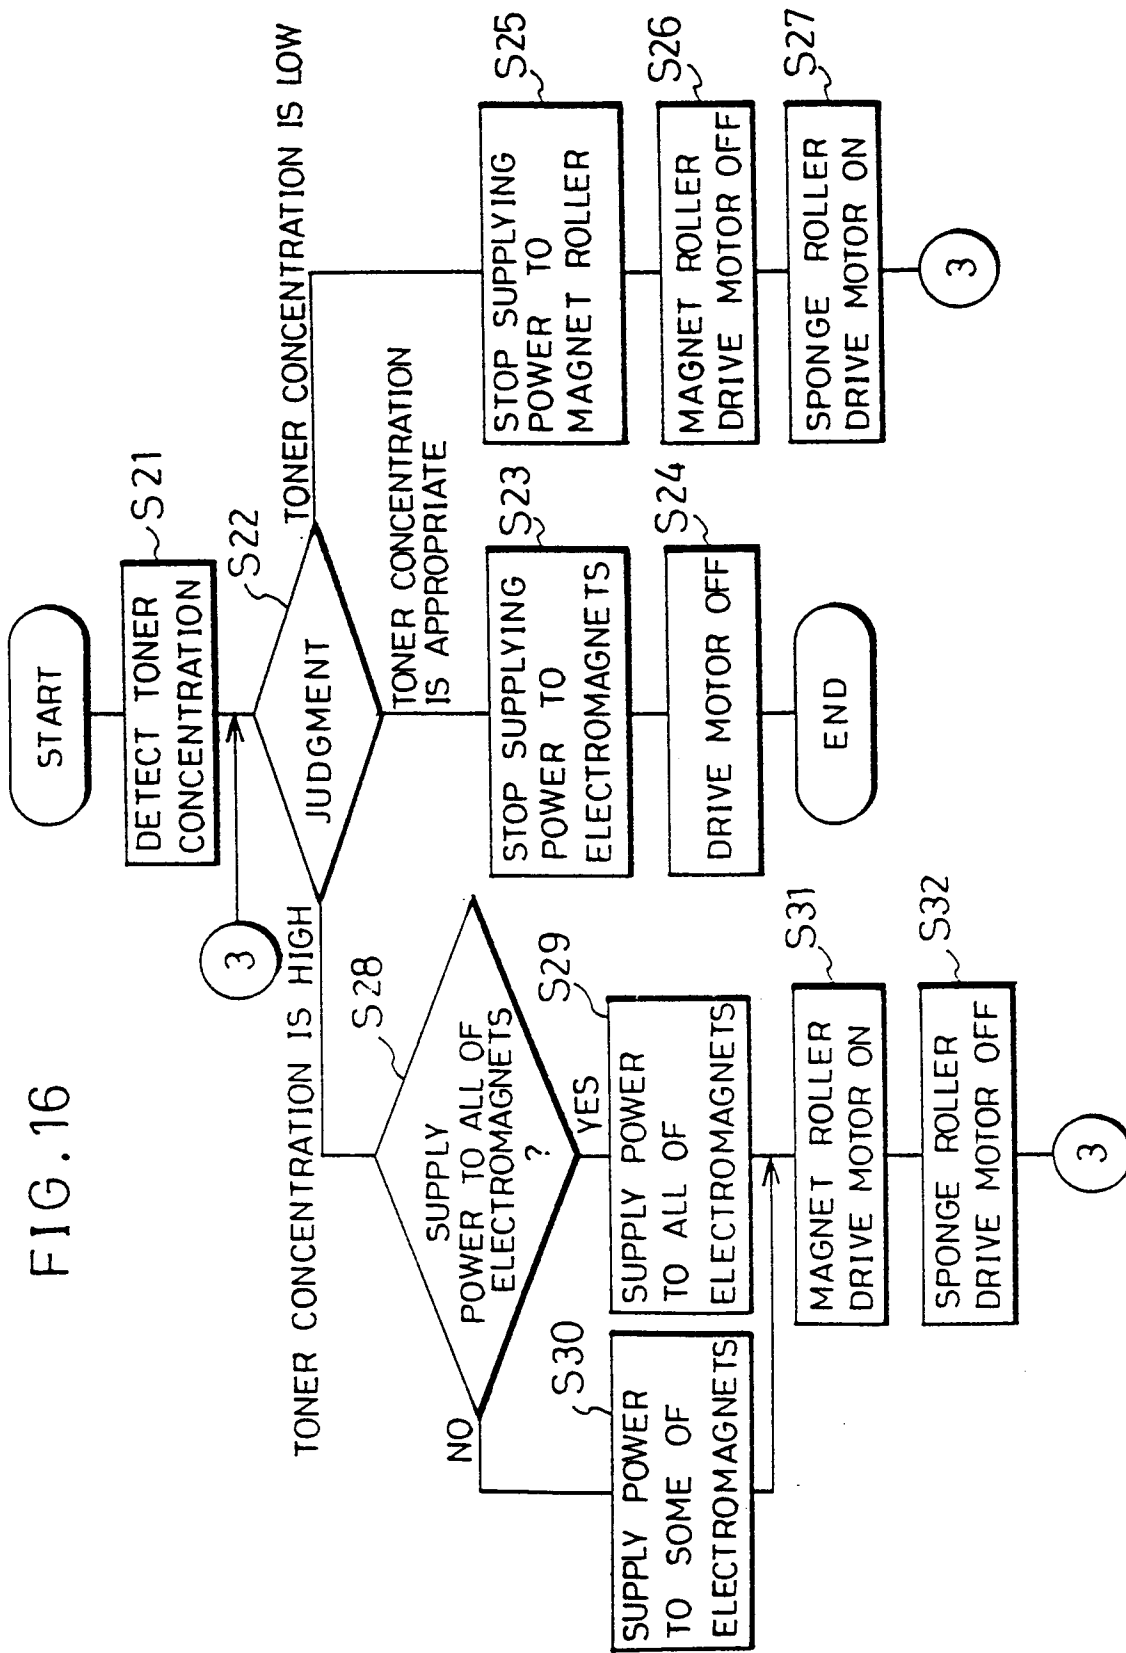 FIG. 16
START
DETECT TONER
CONCENTRATION
S21
3
S22
JUDGMENT
TONER CONCENTRATION IS HIGH
TONER CONCENTRATION IS LOW
TONER CONCENTRATION
IS APPROPRIATE
S28
SUPPLY
POWER TO ALL OF
ELECTROMAGNETS
?
NO
YES
S30
SUPPLY POWER
TO SOME OF
ELECTROMAGNETS
S29
SUPPLY POWER
TO ALL OF
ELECTROMAGNETS
S31
MAGNET ROLLER
DRIVE MOTOR ON
S32
SPONGE ROLLER
DRIVE MOTOR OFF
3
S23
STOP SUPPLYING
POWER TO
ELECTROMAGNETS
S24
DRIVE MOTOR OFF
END
S25
STOP SUPPLYING
POWER TO
MAGNET ROLLER
S26
MAGNET ROLLER
DRIVE MOTOR OFF
S27
SPONGE ROLLER
DRIVE MOTOR ON
3